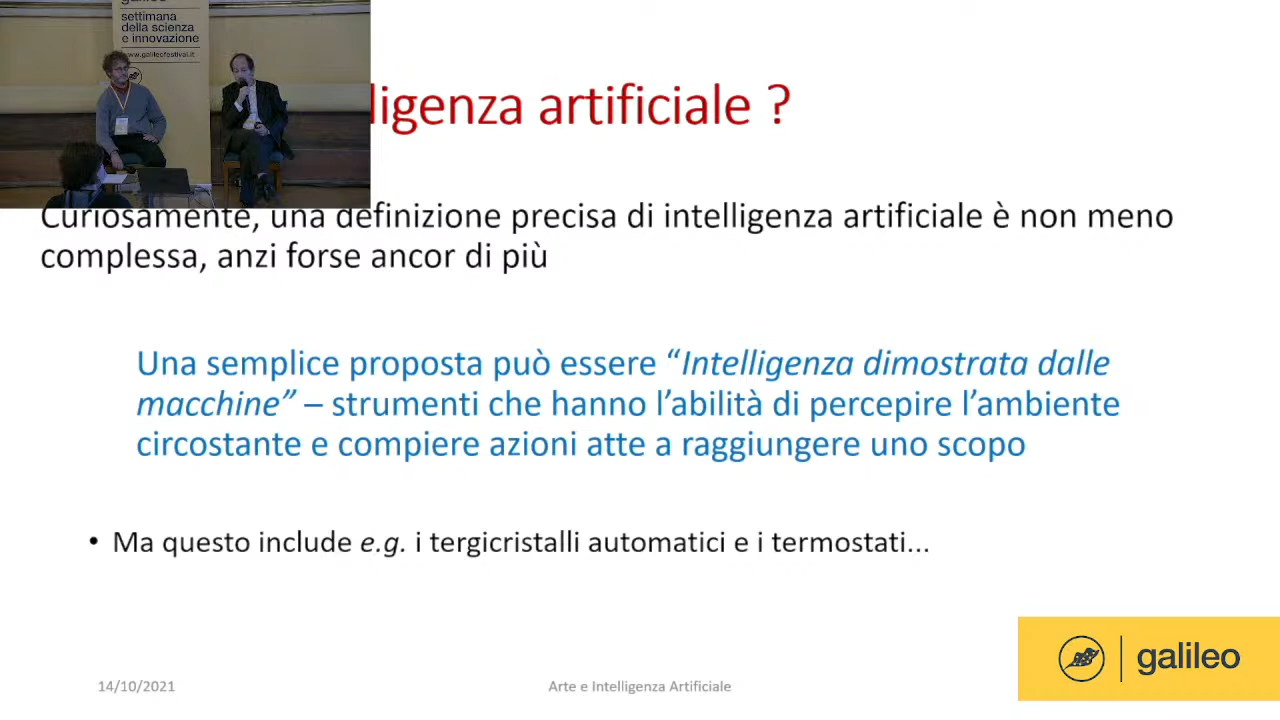 galileo
settimana
della scienza
e innovazione
www.galileofestival.it
ligenza artificiale ?
Curiosamente, una definizione precisa di intelligenza artificiale è non meno
complessa, anzi forse ancor di più
Una semplice proposta può essere “Intelligenza dimostrata dalle
macchine” – strumenti che hanno l’abilità di percepire l’ambiente
circostante e compiere azioni atte a raggiungere uno scopo
• Ma questo include e.g. i tergicristalli automatici e i termostati...
14/10/2021
Arte e Intelligenza Artificiale
galileo